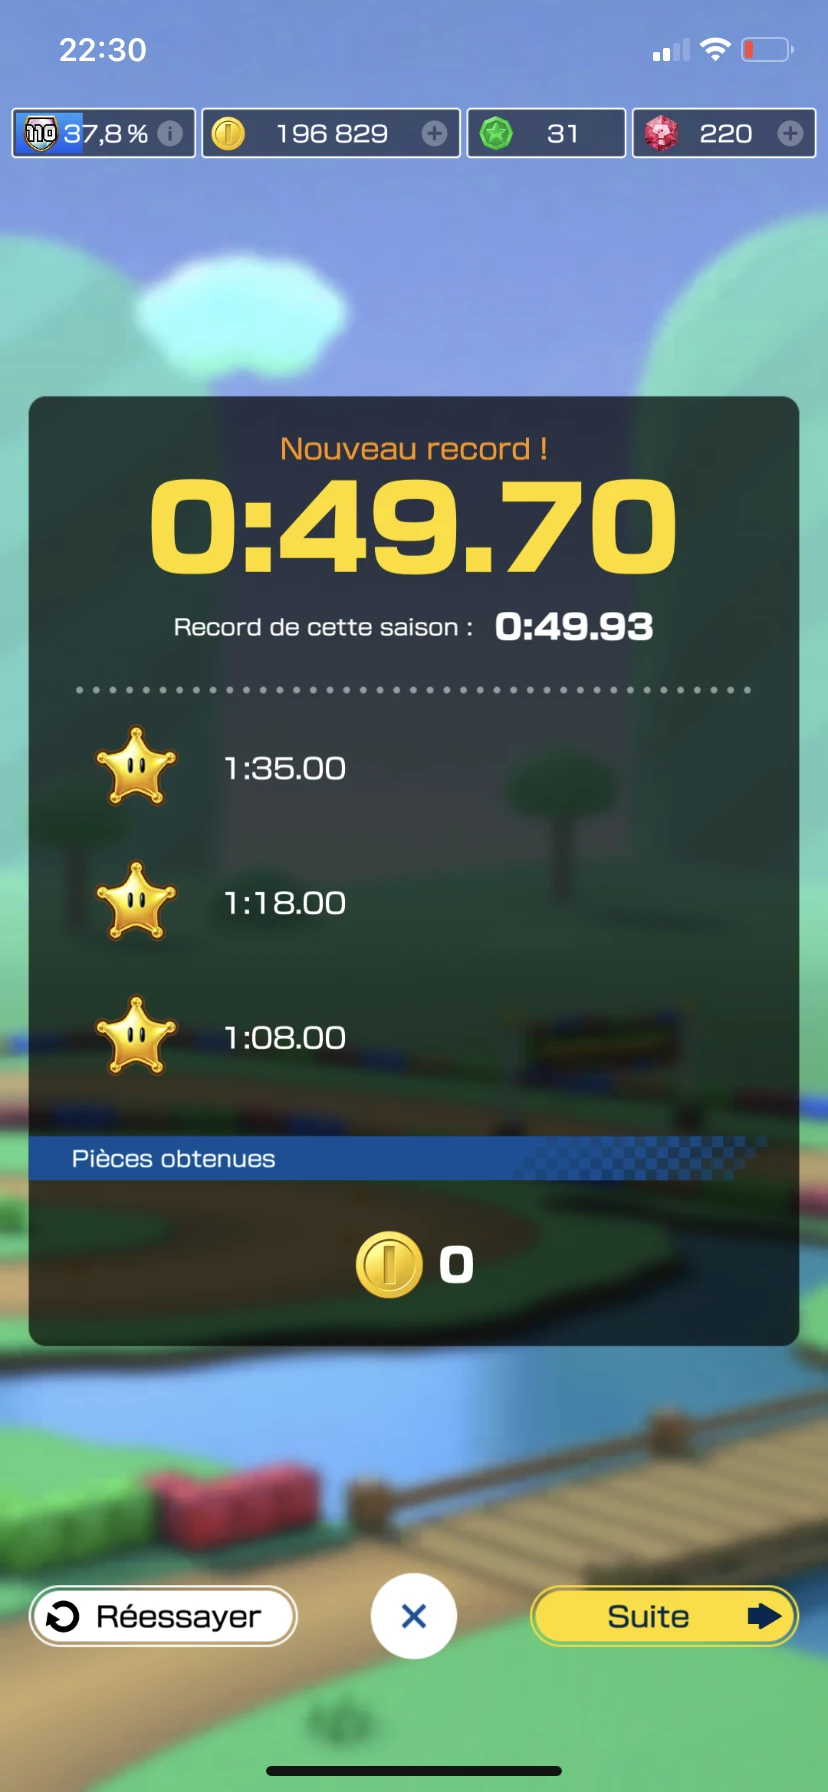 22:30
110 37,8 % i 196 829 + 31 ? 220 +
Nouveau record !
0:49.70
Record de cette saison : 0:49.93
1:35.00
1:18.00
1:08.00
Pièces obtenues
0
Réessayer × Suite